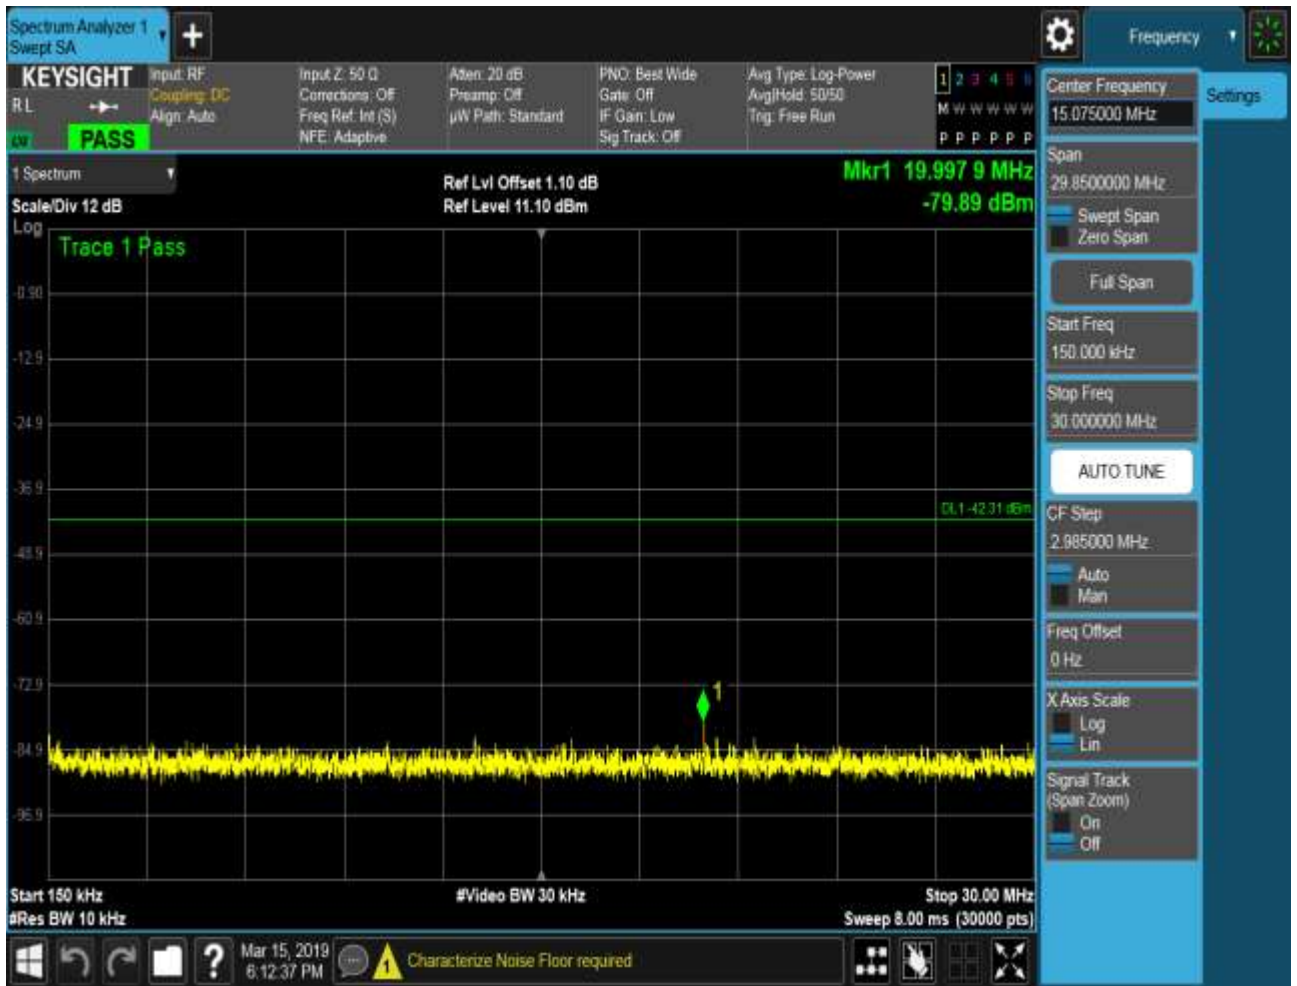 Spectrum Analyzer 1
Swept SA
Frequency
KEYSIGHT
R L
PASS
Input: RF
Coupling: DC
Align: Auto
Input Z: 50 Ω
Corrections: Off
Freq Ref: Int (S)
NFE: Adaptive
Atten: 20 dB
Preamp: Off
µW Path: Standard
PNO: Best Wide
Gate: Off
IF Gain: Low
Sig Track: Off
Avg Type: Log-Power
Avg|Hold: 50/50
Trig: Free Run
1 2 3 4 5 6
M W W W W W
P P P P P P
1 Spectrum
Scale/Div 12 dB
Log
Ref Lvl Offset 1.10 dB
Ref Level 11.10 dBm
Mkr1 19.997 9 MHz
-79.89 dBm
Trace 1 Pass
-0.90
-12.9
-24.9
-36.9
DL1 -42.31 dBm
-48.9
-60.9
-72.9
1
-84.9
-96.9
Start 150 kHz
#Video BW 30 kHz
Stop 30.00 MHz
#Res BW 10 kHz
Sweep 8.00 ms (30000 pts)
Center Frequency
15.075000 MHz
Settings
Span
29.8500000 MHz
Swept Span
Zero Span
Full Span
Start Freq
150.000 kHz
Stop Freq
30.000000 MHz
AUTO TUNE
CF Step
2.985000 MHz
Auto
Man
Freq Offset
0 Hz
X Axis Scale
Log
Lin
Signal Track
(Span Zoom)
On
Off
?
Mar 15, 2019
6:12:37 PM
1
Characterize Noise Floor required